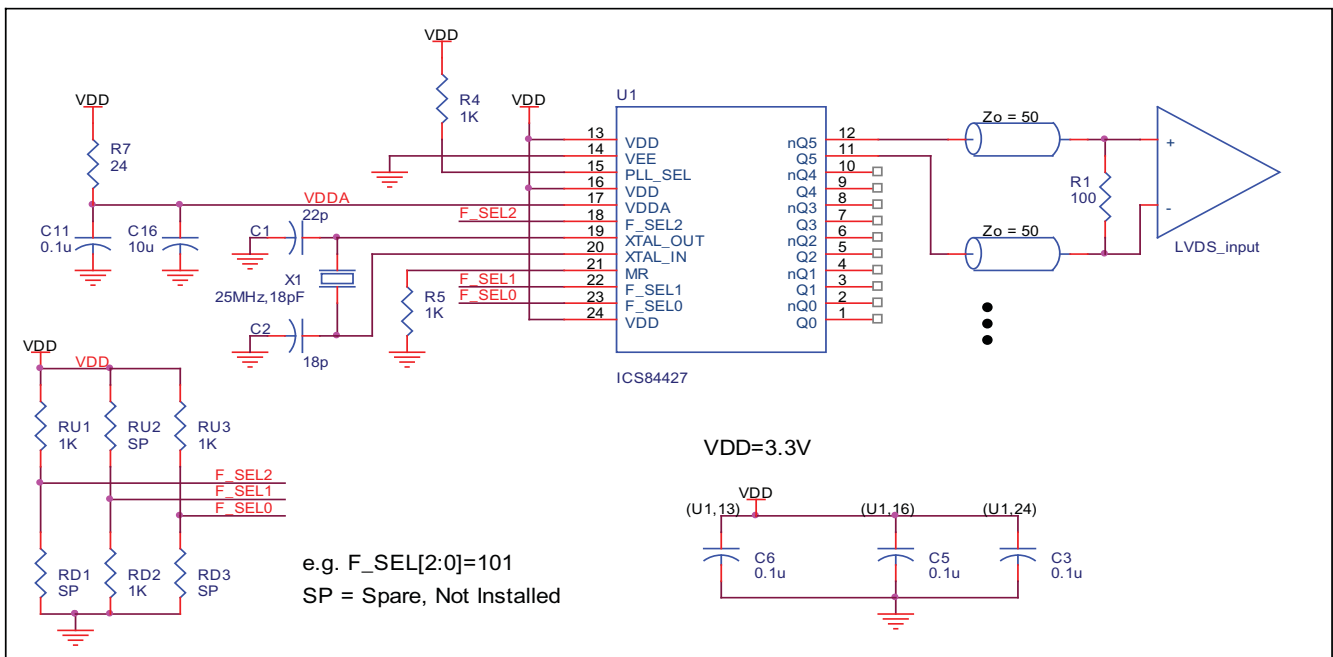 VDD
R4
1K
VDD
R7
24
VDDA
C11
0.1u
C16
10u
F_SEL2
C1
22p
X1
25MHz,18pF
C2
18p
F_SEL1
F_SEL0
R5
1K
VDD
U1
13 VDD nQ5 12
14 VEE Q5 11
15 PLL_SEL nQ4 10
16 VDD Q4 9
17 VDDA nQ3 8
18 F_SEL2 Q3 7
19 XTAL_OUT nQ2 6
20 XTAL_IN Q2 5
21 MR nQ1 4
22 F_SEL1 Q1 3
23 F_SEL0 nQ0 2
24 VDD Q0 1
ICS84427
Zo = 50
R1
100
Zo = 50
+
-
LVDS_input
VDD
VDD
RU1
1K
RU2
SP
RU3
1K
F_SEL2
F_SEL1
F_SEL0
RD1
SP
RD2
1K
RD3
SP
e.g. F_SEL[2:0]=101
SP = Spare, Not Installed
VDD=3.3V
VDD
(U1,13) (U1,16) (U1,24)
C6
0.1u
C5
0.1u
C3
0.1u